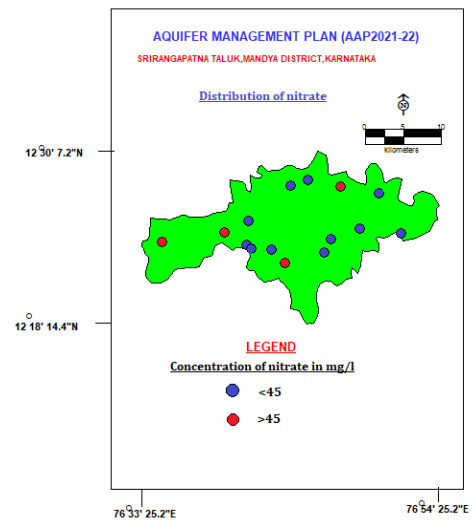 AQUIFER MANAGEMENT PLAN (AAP2021-22)
SRIRANGAPATNA TALUK,MANDYA DISTRICT,KARNATAKA
Distribution of nitrate
N
0 5 10
kilometers
12 30' 7.2"N
12 18' 14.4"N
LEGEND
Concentration of nitrate in mg/l
<45
>45
76 33' 25.2"E 76 54' 25.2"E